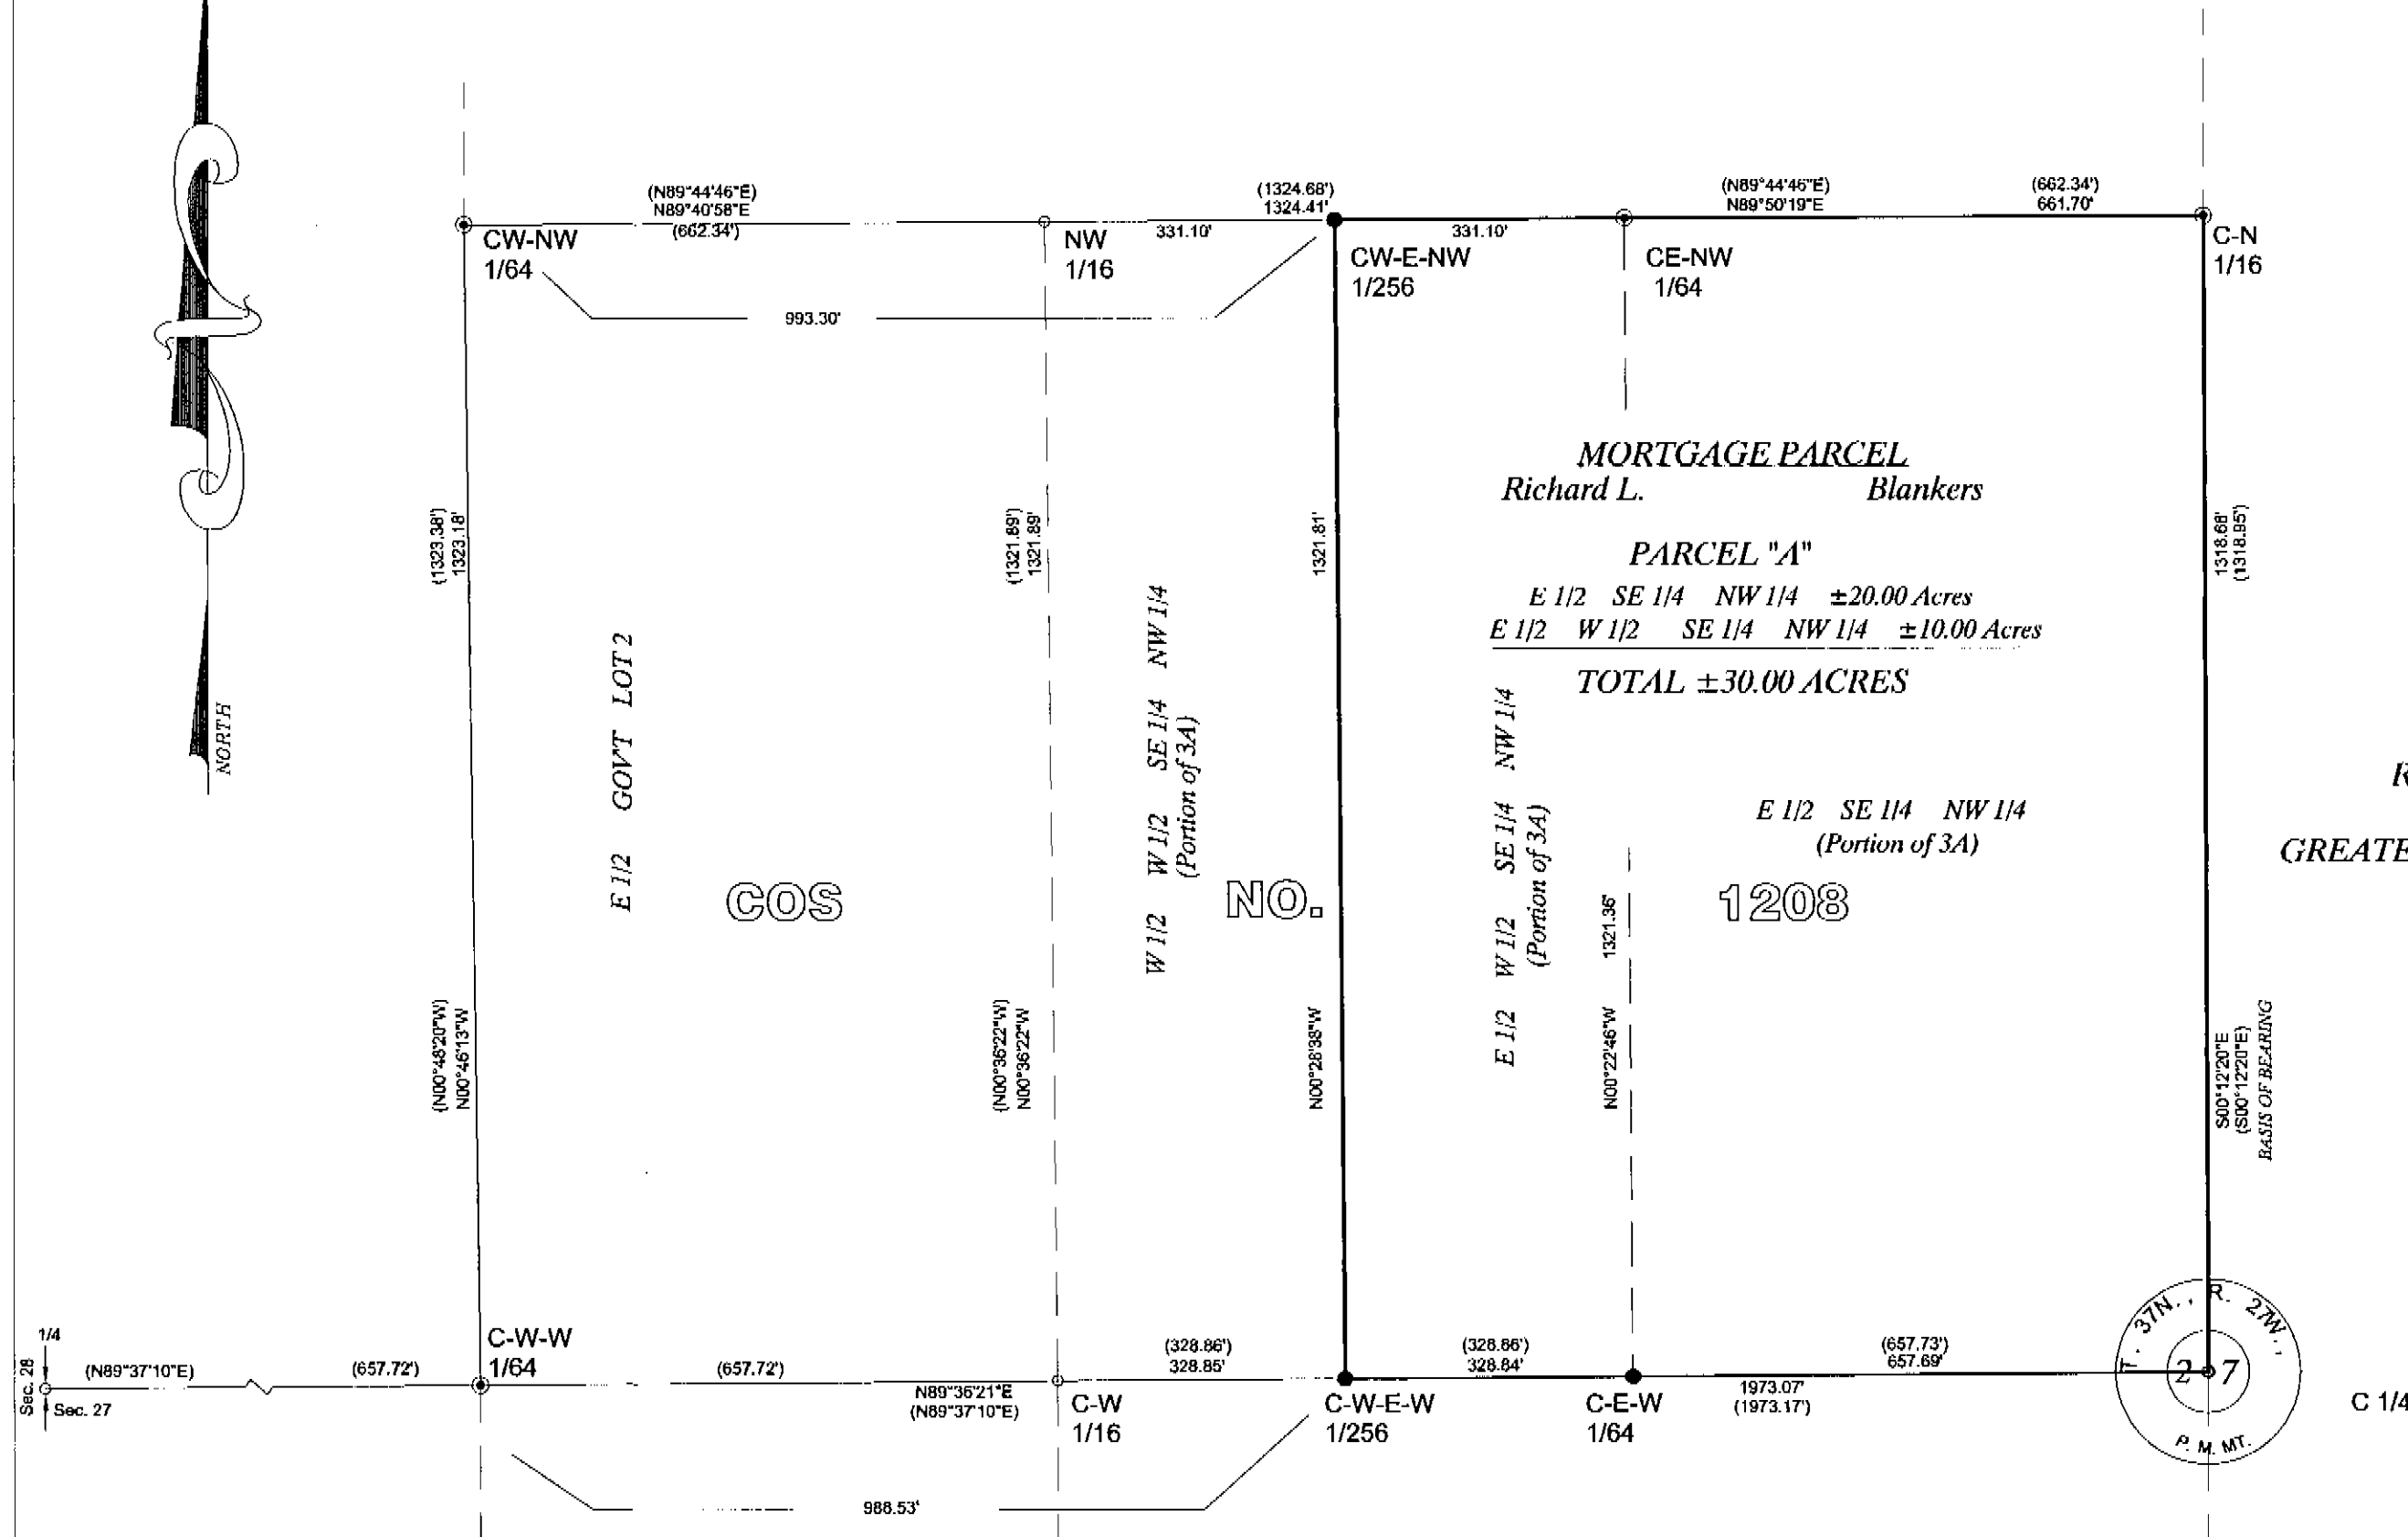 (N89°44'46"E)
N89°40'58"E
(662.34')
(1324.68')
1324.41'
331.10'
331.10'
(N89°44'46"E)
N89°50'19"E
(662.34')
661.70'
CW-NW
1/64
NW
1/16
CW-E-NW
1/256
CE-NW
1/64
C-N
1/16
993.30'
MORTGAGE PARCEL
Richard L. Blankers
PARCEL "A"
E 1/2 SE 1/4 NW 1/4 ±20.00 Acres
E 1/2 W 1/2 SE 1/4 NW 1/4 ±10.00 Acres
TOTAL ±30.00 ACRES
(1323.38')
1323.18'
(1321.89')
1321.89'
1321.81'
1318.68'
(1318.95')
NORTH
E 1/2 GOVT LOT 2
W 1/2 W 1/2 SE 1/4 NW 1/4
(Portion of 3A)
E 1/2 W 1/2 SE 1/4 NW 1/4
(Portion of 3A)
E 1/2 SE 1/4 NW 1/4
(Portion of 3A)
R
GREATE
COS NO. 1208
1321.36'
N00°22'46"W
(N00°48'20"W)
N00°46'13"W
(N00°36'22"W)
N00°36'22"W
N00°28'38"W
S00°12'20"E
(S00°12'20"E)
BASIS OF BEARING
1/4
Sec. 28
Sec. 27
(N89°37'10"E)
(657.72')
C-W-W
1/64
(657.72')
N89°36'21"E
(N89°37'10"E)
(328.86')
328.85'
C-W
1/16
C-W-E-W
1/256
(328.86')
328.84'
C-E-W
1/64
(657.73')
657.69'
1973.07'
(1973.17')
T. 37N., R. 27W.,
27
P. M. MT.
C 1/4
988.53'